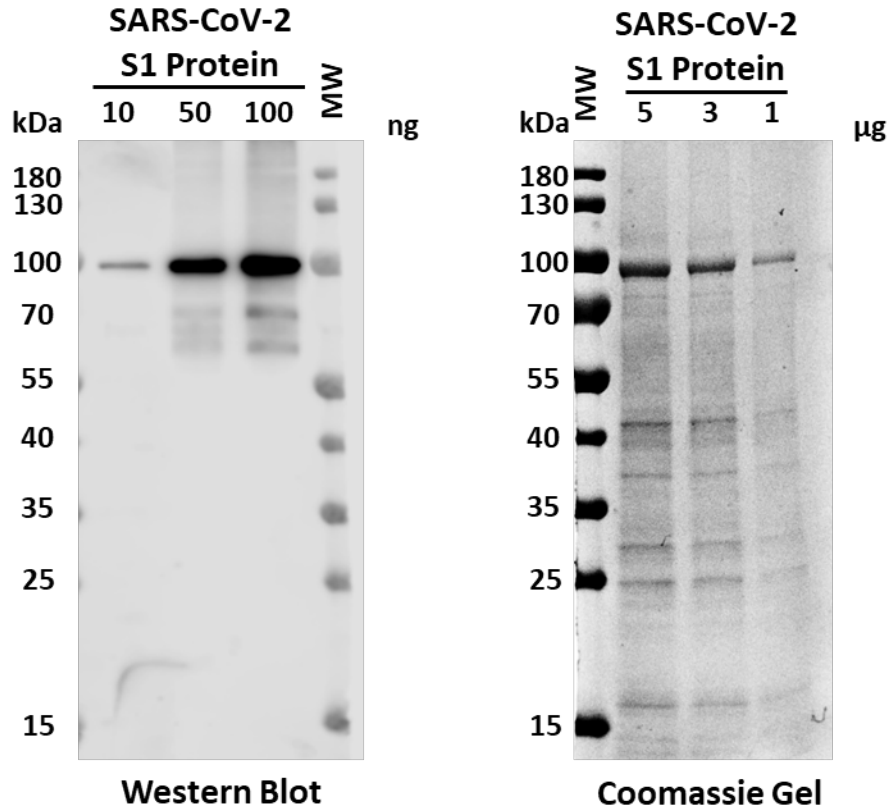 SARS-CoV-2
S1 Protein
MW
kDa
10 50 100
ng
180
130
100
70
55
40
35
25
15
Western Blot
SARS-CoV-2
S1 Protein
MW
kDa
5 3 1
µg
180
130
100
70
55
40
35
25
15
Coomassie Gel